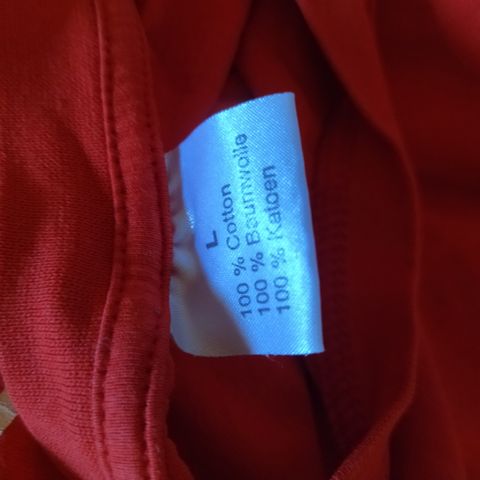 L
100 % Cotton
100 % Baumwolle
100 % Katoen